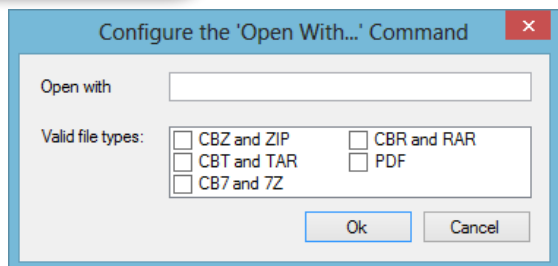 Configure the 'Open With...' Command
Open with
Valid file types:
CBZ and ZIP
CBR and RAR
CBT and TAR
PDF
CB7 and 7Z
Ok
Cancel